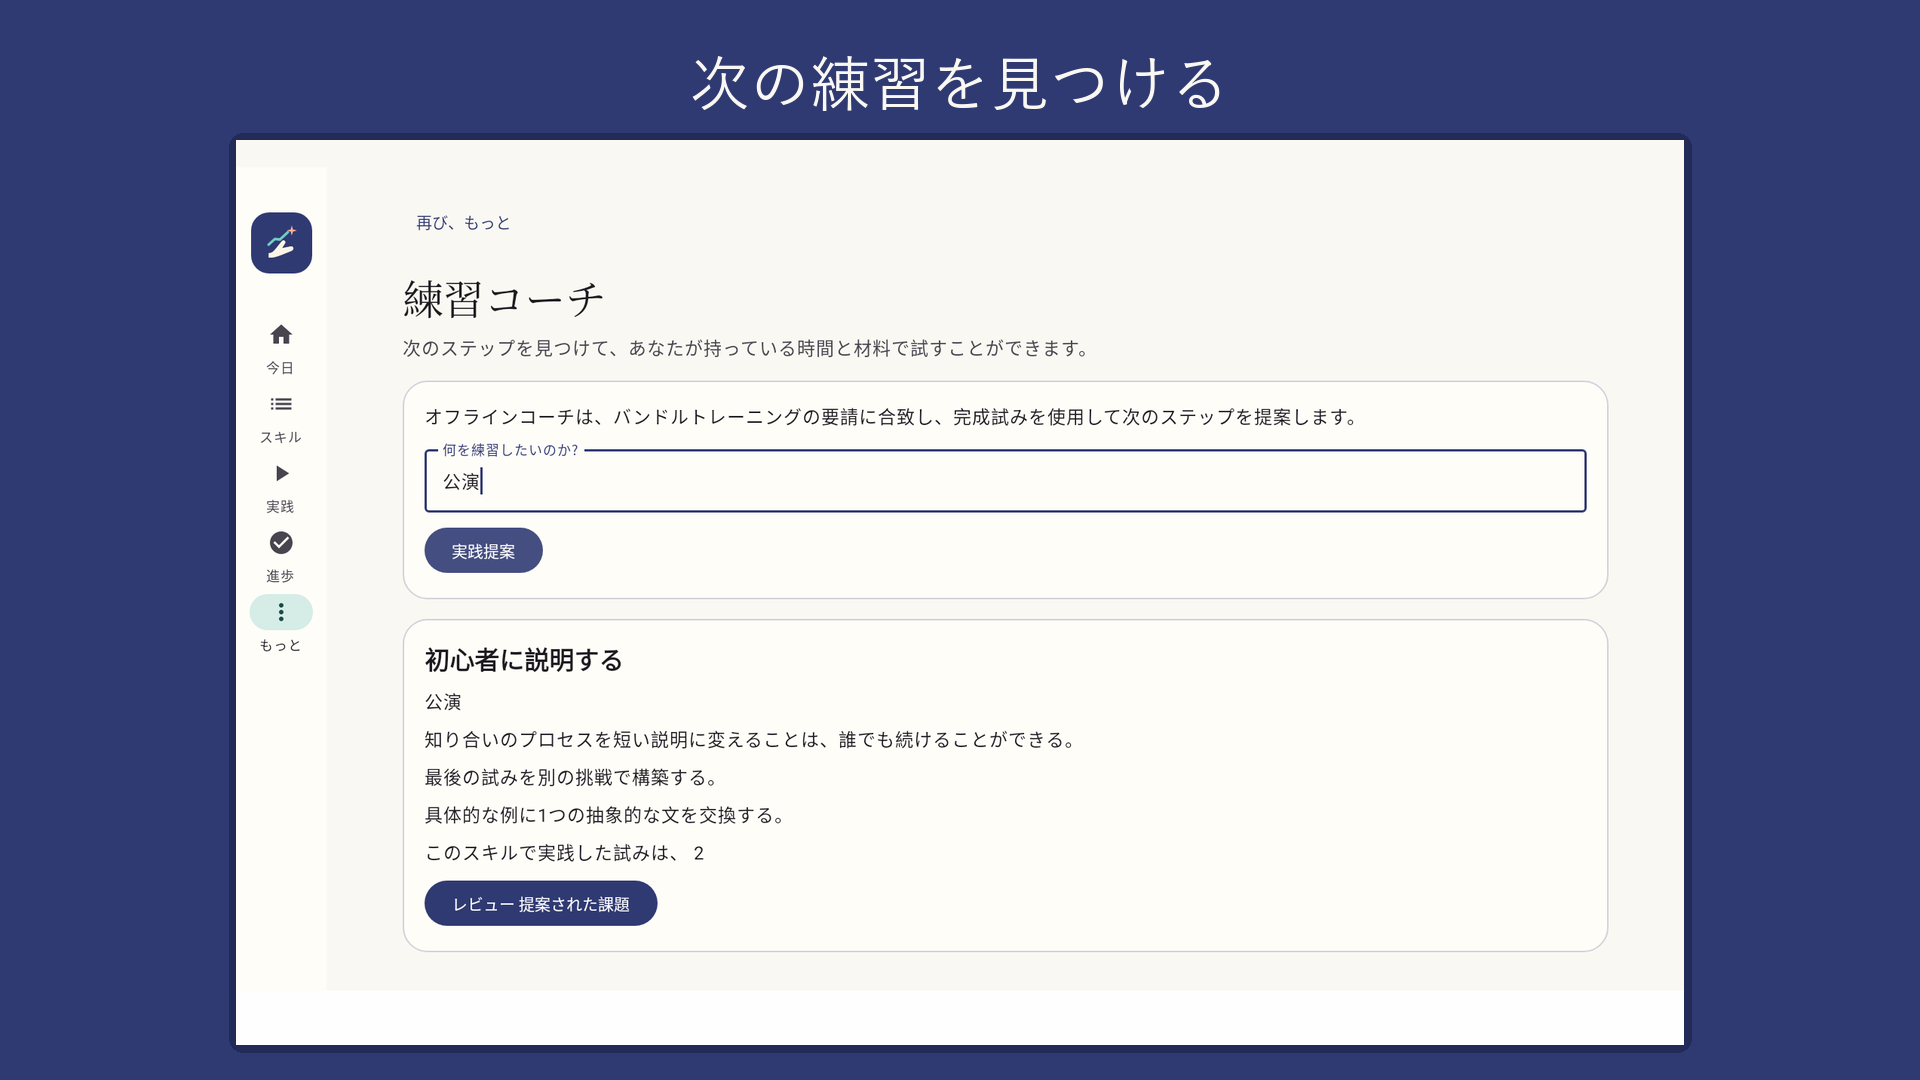 次の練習を見つける
再び、もっと
練習コーチ
次のステップを見つけて、あなたが持っている時間と材料で試すことができます。
オフラインコーチは、バンドルトレーニングの要請に合致し、完成試みを使用して次のステップを提案します。
何を練習したいのか?
公演
実践提案
今日
スキル
実践
進歩
もっと
初心者に説明する
公演
知り合いのプロセスを短い説明に変えることは、誰でも続けることができる。
最後の試みを別の挑戦で構築する。
具体的な例に1つの抽象的な文を交換する。
このスキルで実践した試みは、 2
レビュー 提案された課題